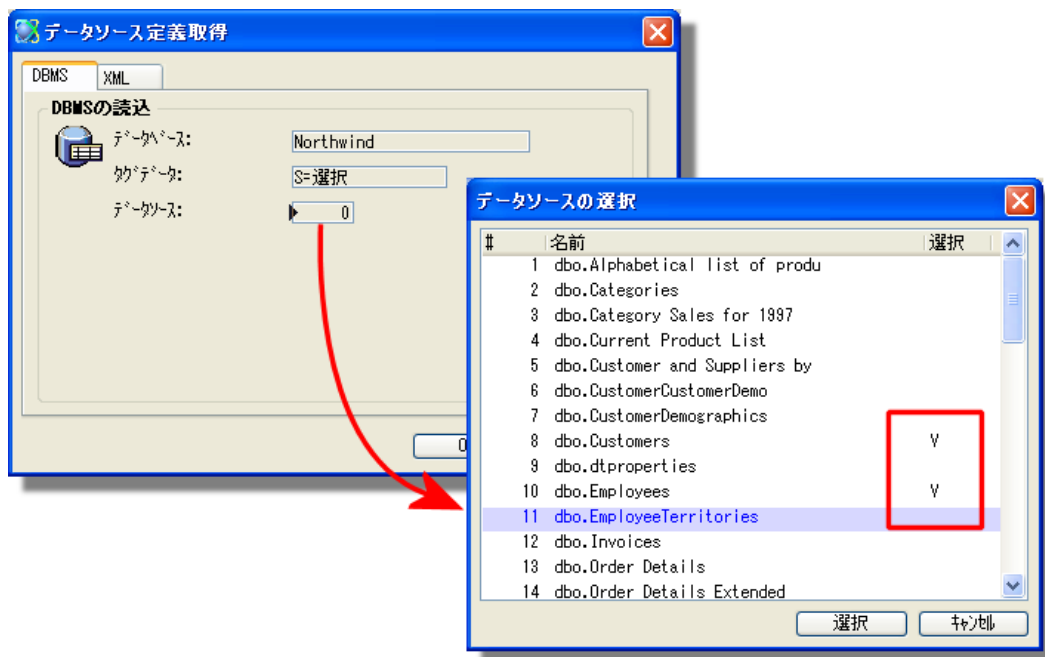 データソース定義取得
DBMS XML
DBMSの読込
ﾃﾞｰﾀﾍﾞｰｽ: Northwind
ﾀｸﾞﾃﾞｰﾀ: S=選択
ﾃﾞｰﾀｿｰｽ: 0
データソースの選択
# 名前 選択
1 dbo.Alphabetical list of produ
2 dbo.Categories
3 dbo.Category Sales for 1997
4 dbo.Current Product List
5 dbo.Customer and Suppliers by
6 dbo.CustomerCustomerDemo
7 dbo.CustomerDemographics
8 dbo.Customers V
9 dbo.dtproperties
10 dbo.Employees V
11 dbo.EmployeeTerritories
12 dbo.Invoices
13 dbo.Order Details
14 dbo.Order Details Extended
選択 ｷｬﾝｾﾙ